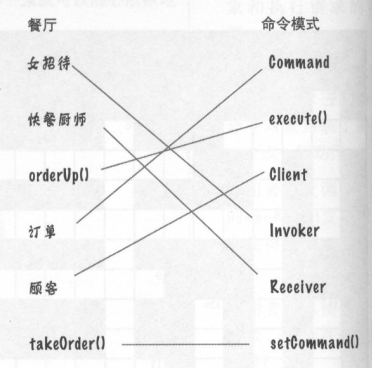 餐厅 命令模式
女招待 Command
快餐厨师 execute()
orderUp() Client
订单 Invoker
顾客 Receiver
takeOrder() setCommand()